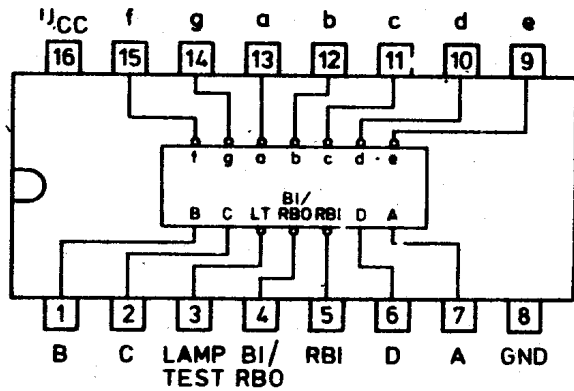 UCC f g a b c d e
16 15 14 13 12 11 10 9
f g a b c d e
BI/
B C LT RBO RBI D A
1 2 3 4 5 6 7 8
B C LAMP BI/ RBI D A GND
TEST RBO